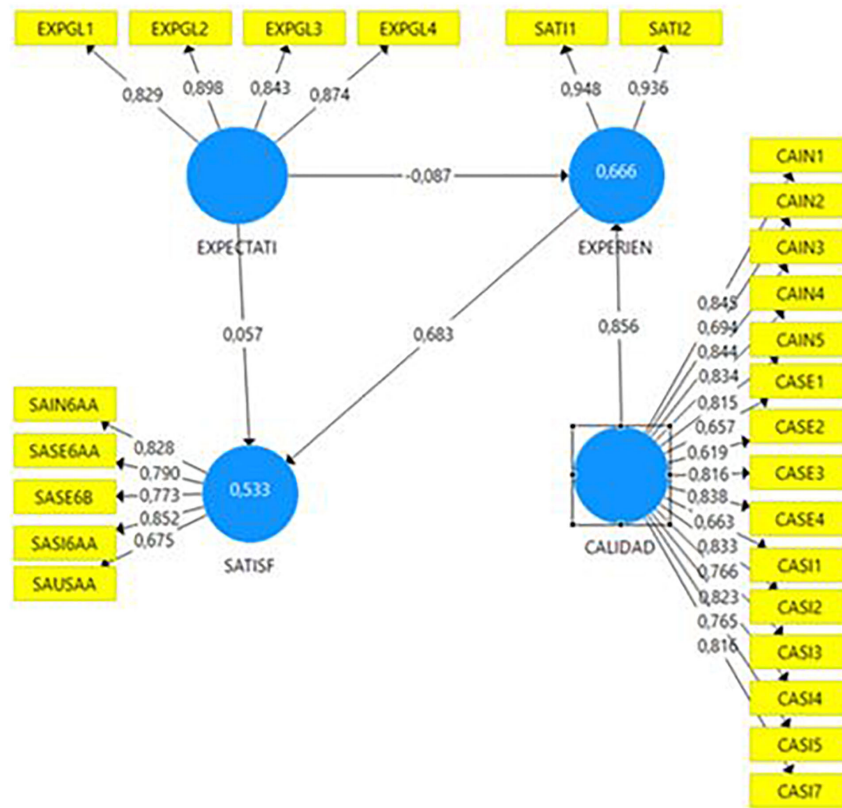 EXPGL1 EXPGL2 EXPGL3 EXPGL4 SATI1 SATI2
0,829 0,898 0,843 0,874 0,948 0,936
-0,087
0,666
EXPECTATI EXPERIEN
0,057
0,683
0,856
CAIN1
CAIN2
CAIN3
CAIN4
CAIN5
CASE1
CASE2
CASE3
CASE4
CASI1
CASI2
CASI3
CASI4
CASI5
CASI7
0,845
0,694
0,844
0,834
0,815
0,657
0,619
0,816
0,838
0,663
0,833
0,766
0,823
0,765
0,816
CALIDAD
SAIN6AA
SASE6AA
SASE6B
SASI6AA
SAUSAA
0,828
0,790
0,773
0,852
0,675
0,533
SATISF